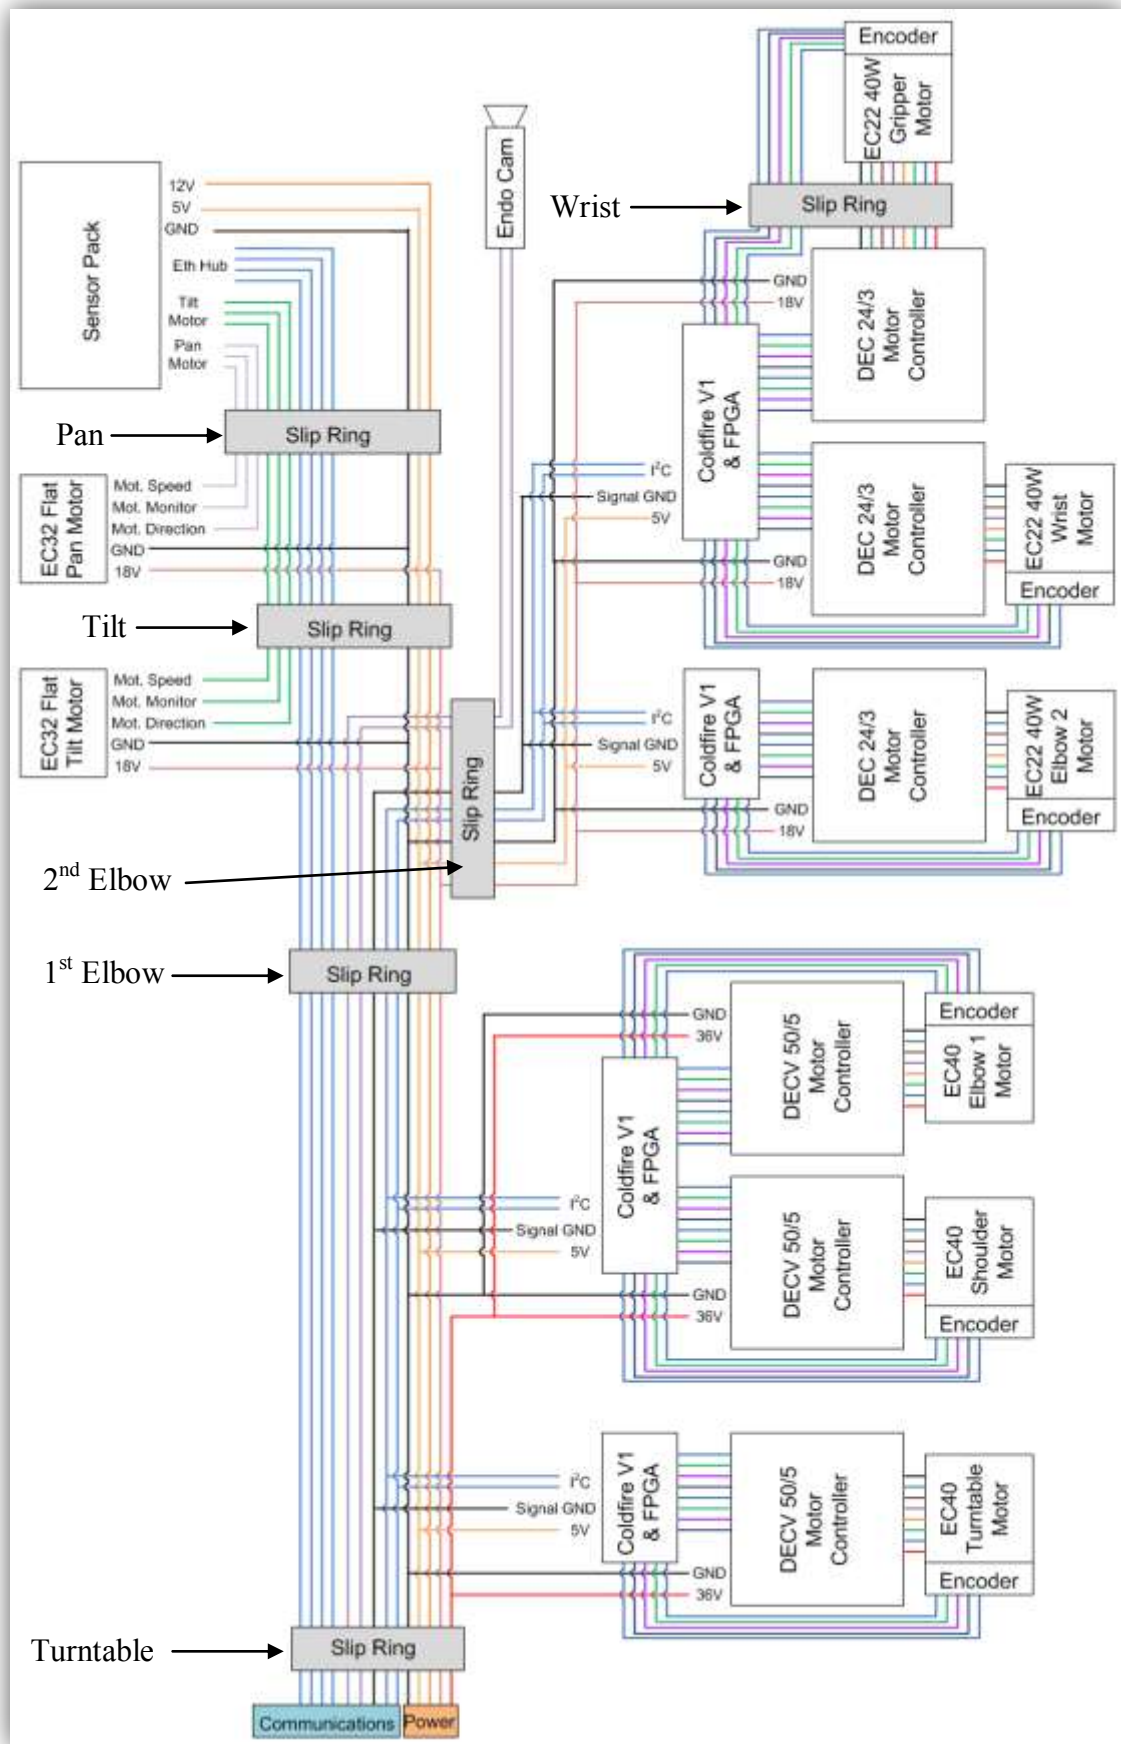 Encoder
EC22 40W
Gripper
Motor
Slip Ring
Wrist
Endo Cam
Sensor Pack
12V
5V
GND
Eth Hub
Tilt
Motor
Pan
Motor
GND
18V
DEC 24/3
Motor
Controller
Coldfire V1
& FPGA
Pan
Slip Ring
EC32 Flat
Pan Motor
Mot. Speed
Mot. Monitor
Mot. Direction
GND
18V
I²C
Signal GND
5V
GND
18V
DEC 24/3
Motor
Controller
EC22 40W
Wrist
Motor
Encoder
Tilt
Slip Ring
EC32 Flat
Tilt Motor
Mot. Speed
Mot. Monitor
Mot. Direction
GND
18V
Slip Ring
2nd Elbow
I²C
Signal GND
5V
GND
18V
Coldfire V1
& FPGA
DEC 24/3
Motor
Controller
EC22 40W
Elbow 2
Motor
Encoder
1st Elbow
Slip Ring
GND
36V
Coldfire V1
& FPGA
DECV 50/5
Motor
Controller
Encoder
EC40
Elbow 1
Motor
I²C
Signal GND
5V
GND
36V
DECV 50/5
Motor
Controller
EC40
Shoulder
Motor
Encoder
I²C
Signal GND
5V
GND
36V
Coldfire V1
& FPGA
DECV 50/5
Motor
Controller
EC40
Turntable
Motor
Encoder
Turntable
Slip Ring
Communications
Power